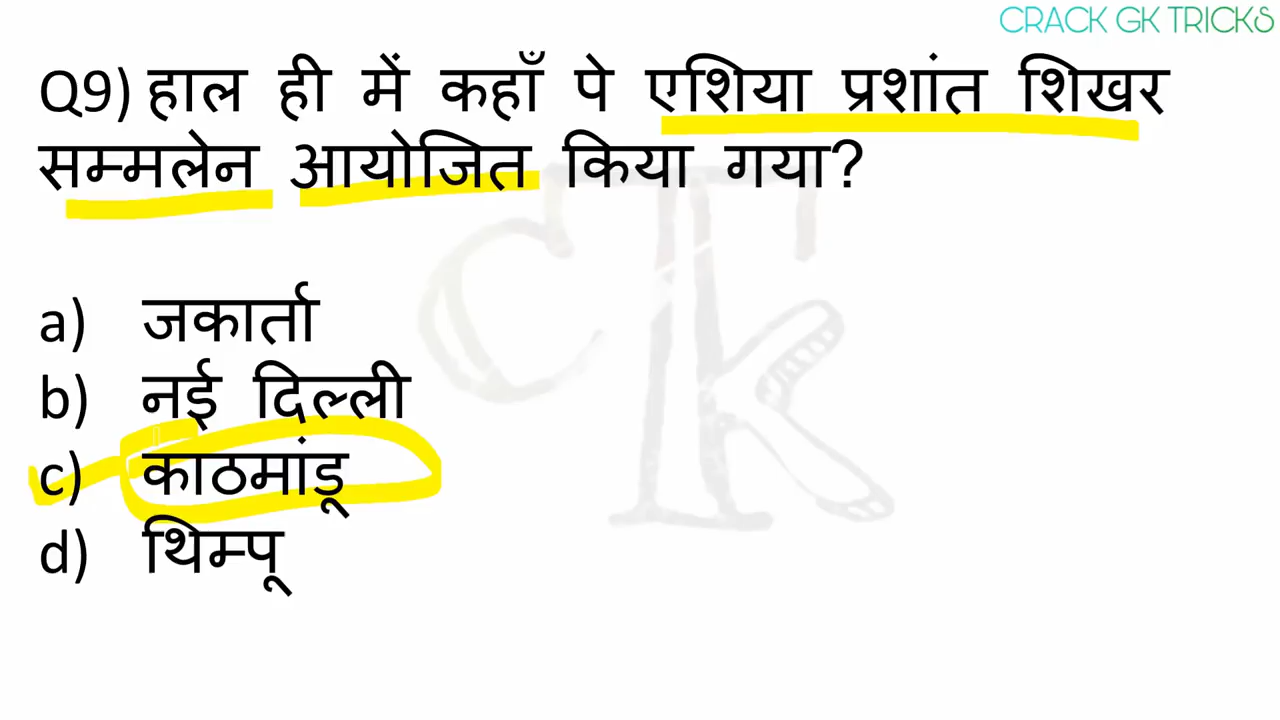 CRACK GK TRICKS
Q9) हाल ही में कहाँ पे एशिया प्रशांत शिखर
सम्मलेन आयोजित किया गया?
a) जकार्ता
b) नई दिल्ली
c) काठमांडू
d) थिम्पू